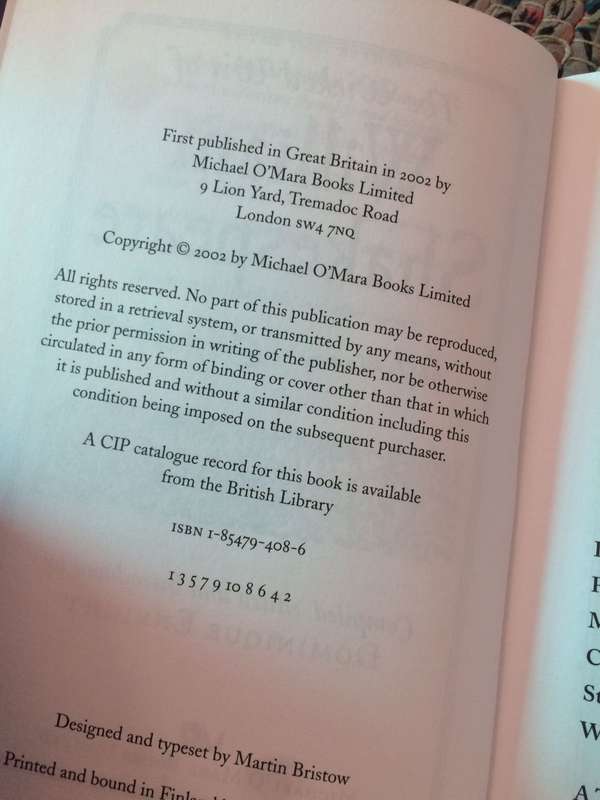 First published in Great Britain in 2002 by
Michael O'Mara Books Limited
9 Lion Yard, Tremadoc Road
London SW4 7NQ
Copyright © 2002 by Michael O'Mara Books Limited
All rights reserved. No part of this publication may be reproduced,
stored in a retrieval system, or transmitted by any means, without
the prior permission in writing of the publisher, nor be otherwise
circulated in any form of binding or cover other than that in which
it is published and without a similar condition including this
condition being imposed on the subsequent purchaser.
A CIP catalogue record for this book is available
from the British Library
ISBN 1-85479-408-6
1 3 5 7 9 10 8 6 4 2
Designed and typeset by Martin Bristow
Printed and bound in